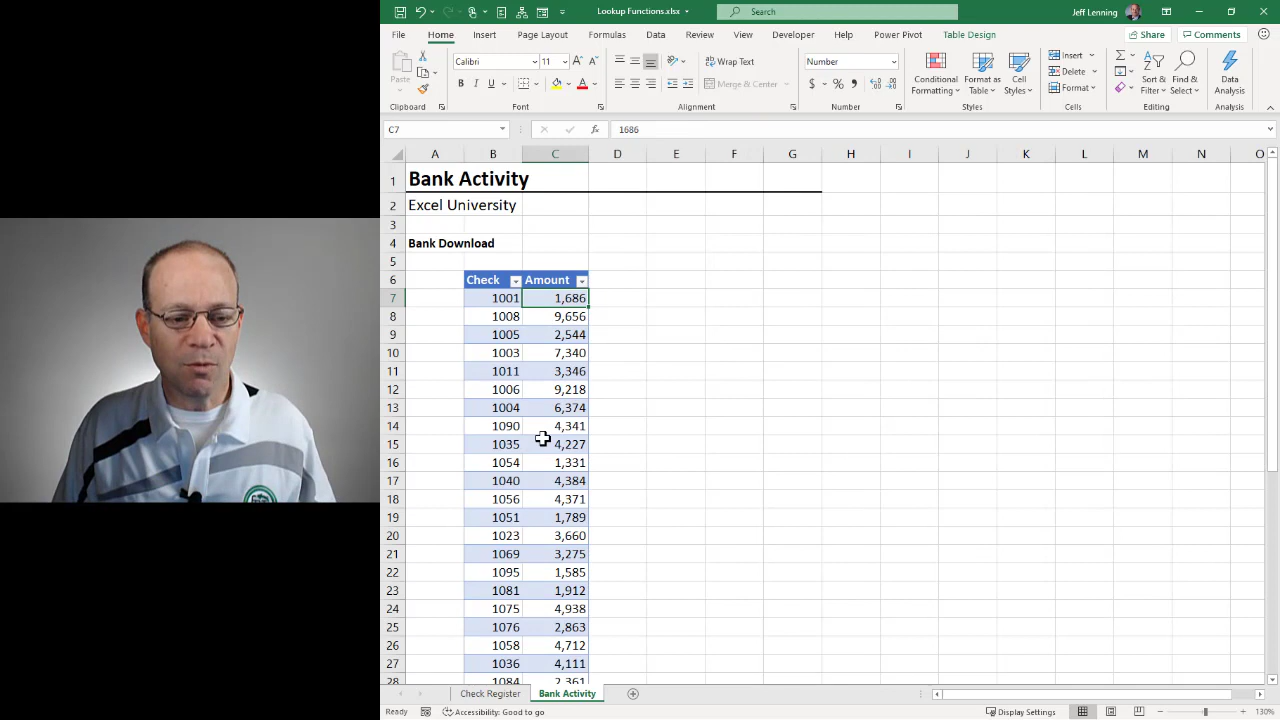 Lookup Functions.xlsx
Search
Jeff Lenning
File Home Insert Page Layout Formulas Data Review View Developer Help Power Pivot Table Design Share Comments
Paste
Calibri 11
Wrap Text
Merge & Center
Number
Conditional Formatting
Format as Table
Cell Styles
Insert
Delete
Format
Sort & Filter
Find & Select
Data Analysis
Clipboard Font Alignment Number Styles Cells Editing Analysis
C7 fx 1686
A B C D E F G H I J K L M N O
1 Bank Activity
2 Excel University
3
4 Bank Download
5
6 Check Amount
7 1001 1,686
8 1008 9,656
9 1005 2,544
10 1003 7,340
11 1011 3,346
12 1006 9,218
13 1004 6,374
14 1090 4,341
15 1035 4,227
16 1054 1,331
17 1040 4,384
18 1056 4,371
19 1051 1,789
20 1023 3,660
21 1069 3,275
22 1095 1,585
23 1081 1,912
24 1075 4,938
25 1076 2,863
26 1058 4,712
27 1036 4,111
28 1084 2,361
Check Register Bank Activity
Ready Accessibility: Good to go Display Settings 130%